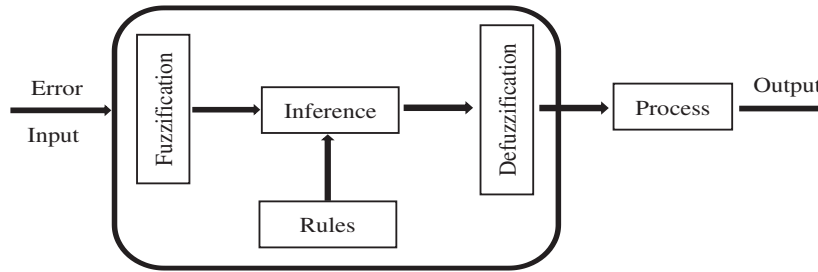 Error
Input
Fuzzification
Inference
Rules
Defuzzification
Process
Output